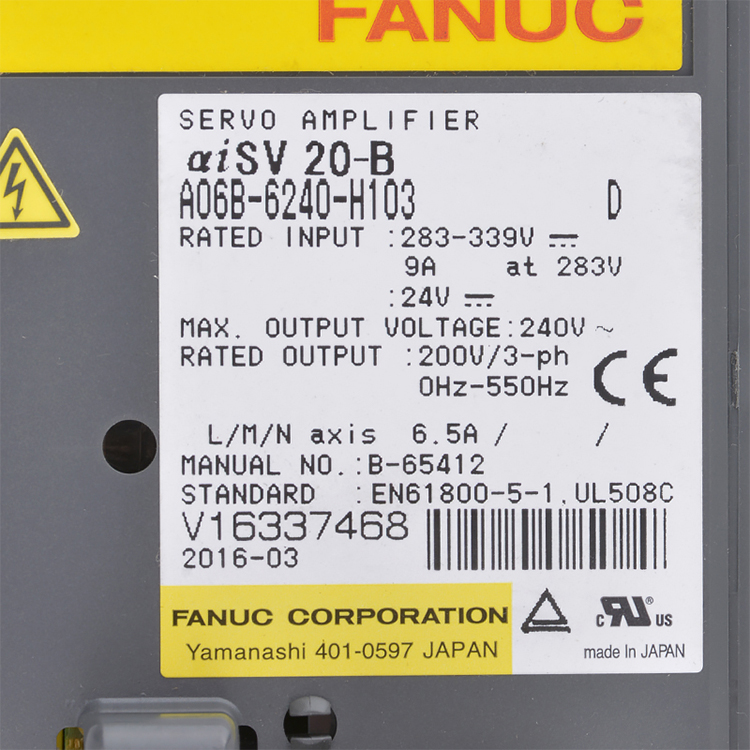 FANUC
SERVO AMPLIFIER
αiSV 20-B
A06B-6240-H103 D
RATED INPUT :283-339V ⎓
9A at 283V
:24V ⎓
MAX. OUTPUT VOLTAGE:240V ~
RATED OUTPUT :200V/3-ph
0Hz-550Hz
CE
L/M/N axis 6.5A / /
MANUAL NO.:B-65412
STANDARD :EN61800-5-1,UL508C
V16337468
2016-03
FANUC CORPORATION
Yamanashi 401-0597 JAPAN
c RU® US
made In JAPAN